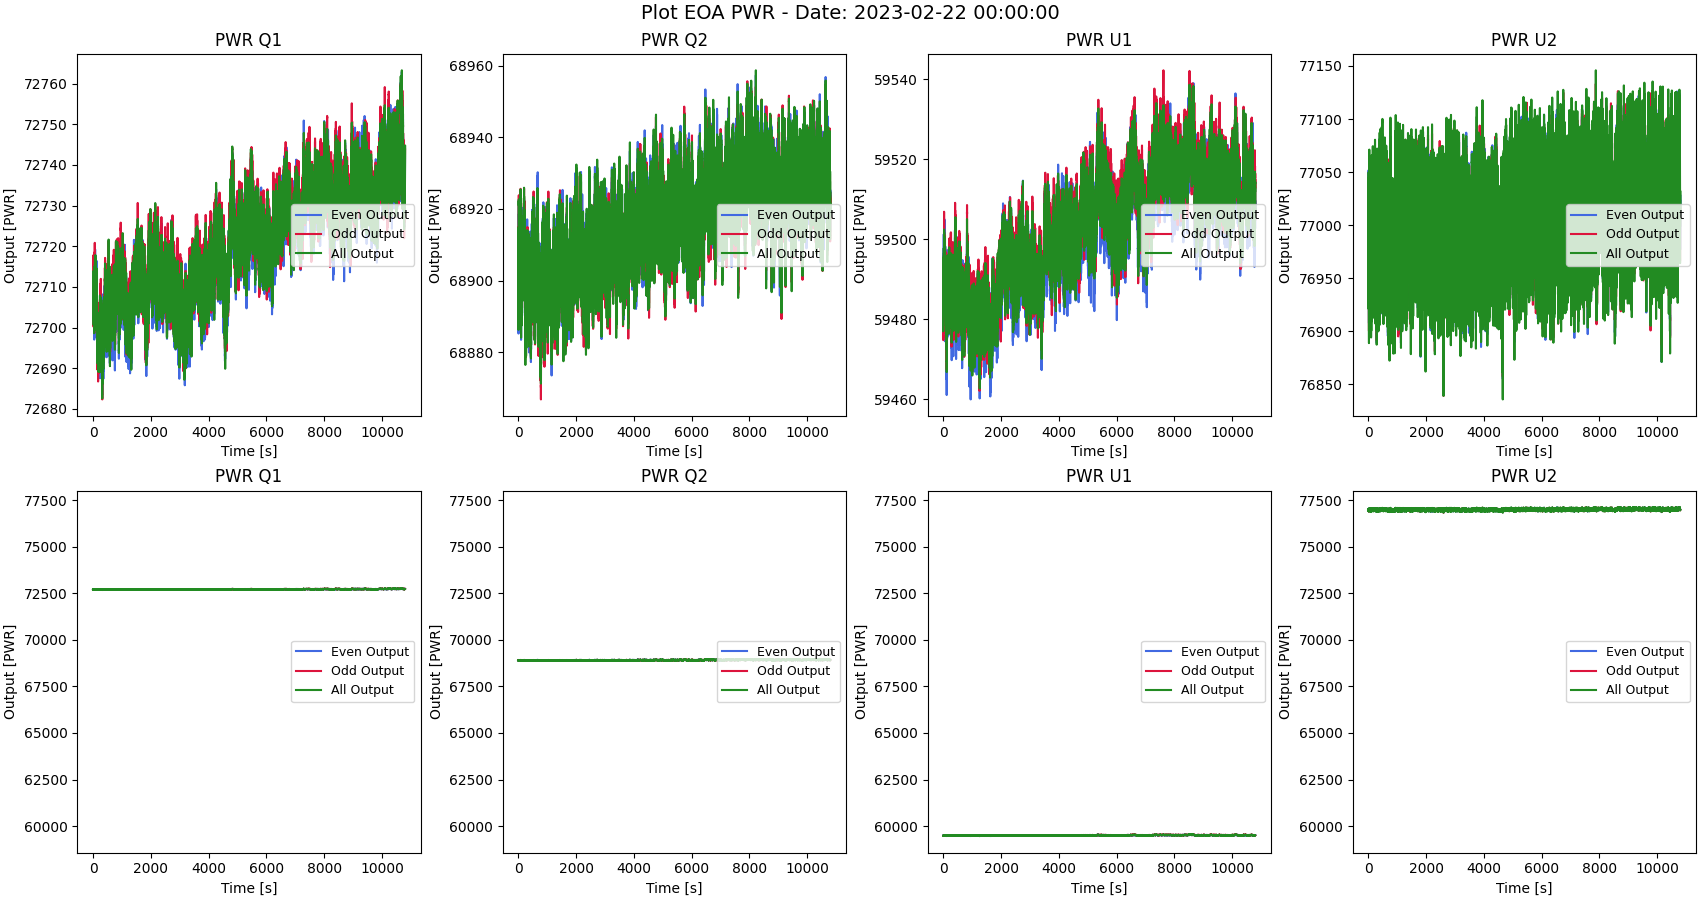 Plot EOA PWR - Date: 2023-02-22 00:00:00
PWR Q1
Output [PWR]
72760
72750
72740
72730
72720
72710
72700
72690
72680
0 2000 4000 6000 8000 10000
Time [s]
Even Output
Odd Output
All Output
PWR Q2
Output [PWR]
68960
68940
68920
68900
68880
0 2000 4000 6000 8000 10000
Time [s]
Even Output
Odd Output
All Output
PWR U1
Output [PWR]
59540
59520
59500
59480
59460
0 2000 4000 6000 8000 10000
Time [s]
Even Output
Odd Output
All Output
PWR U2
Output [PWR]
77150
77100
77050
77000
76950
76900
76850
0 2000 4000 6000 8000 10000
Time [s]
Even Output
Odd Output
All Output
PWR Q1
Output [PWR]
77500
75000
72500
70000
67500
65000
62500
60000
0 2000 4000 6000 8000 10000
Time [s]
Even Output
Odd Output
All Output
PWR Q2
Output [PWR]
77500
75000
72500
70000
67500
65000
62500
60000
0 2000 4000 6000 8000 10000
Time [s]
Even Output
Odd Output
All Output
PWR U1
Output [PWR]
77500
75000
72500
70000
67500
65000
62500
60000
0 2000 4000 6000 8000 10000
Time [s]
Even Output
Odd Output
All Output
PWR U2
Output [PWR]
77500
75000
72500
70000
67500
65000
62500
60000
0 2000 4000 6000 8000 10000
Time [s]
Even Output
Odd Output
All Output